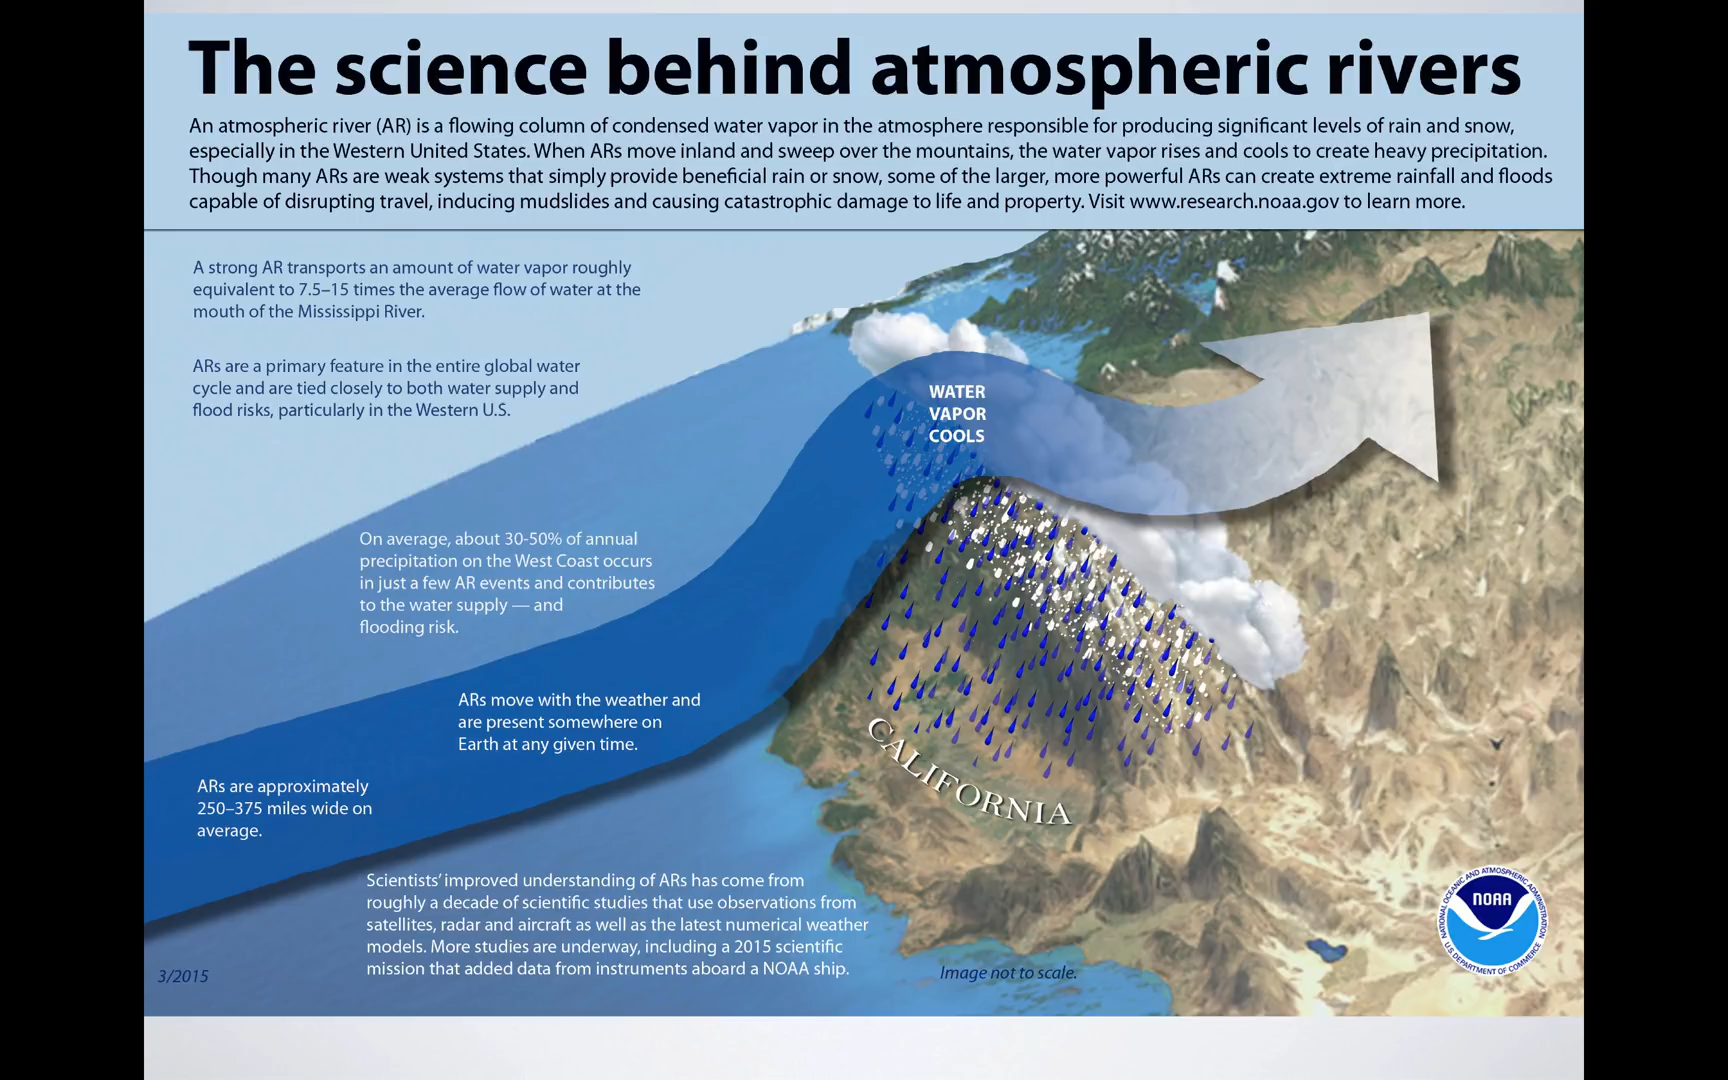 The science behind atmospheric rivers
An atmospheric river (AR) is a flowing column of condensed water vapor in the atmosphere responsible for producing significant levels of rain and snow,
especially in the Western United States. When ARs move inland and sweep over the mountains, the water vapor rises and cools to create heavy precipitation.
Though many ARs are weak systems that simply provide beneficial rain or snow, some of the larger, more powerful ARs can create extreme rainfall and floods
capable of disrupting travel, inducing mudslides and causing catastrophic damage to life and property. Visit www.research.noaa.gov to learn more.
A strong AR transports an amount of water vapor roughly
equivalent to 7.5–15 times the average flow of water at the
mouth of the Mississippi River.
ARs are a primary feature in the entire global water
cycle and are tied closely to both water supply and
flood risks, particularly in the Western U.S.
WATER
VAPOR
COOLS
On average, about 30-50% of annual
precipitation on the West Coast occurs
in just a few AR events and contributes
to the water supply — and
flooding risk.
ARs move with the weather and
are present somewhere on
Earth at any given time.
ARs are approximately
250–375 miles wide on
average.
CALIFORNIA
Scientists' improved understanding of ARs has come from
roughly a decade of scientific studies that use observations from
satellites, radar and aircraft as well as the latest numerical weather
models. More studies are underway, including a 2015 scientific
mission that added data from instruments aboard a NOAA ship.
3/2015
Image not to scale.
NATIONAL OCEANIC AND ATMOSPHERIC ADMINISTRATION
NOAA
U.S. DEPARTMENT OF COMMERCE